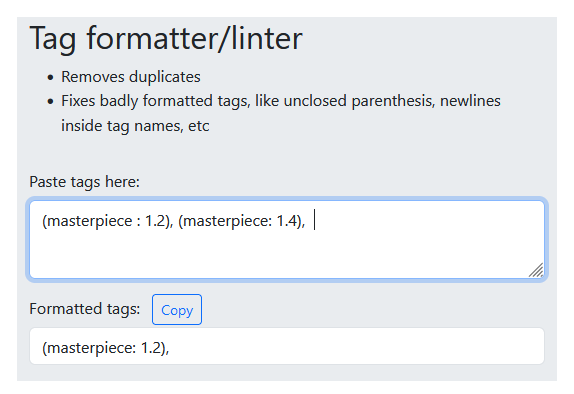 Tag formatter/linter
• Removes duplicates
• Fixes badly formatted tags, like unclosed parenthesis, newlines
inside tag names, etc
Paste tags here:
(masterpiece : 1.2), (masterpiece: 1.4),
Formatted tags: Copy
(masterpiece: 1.2),